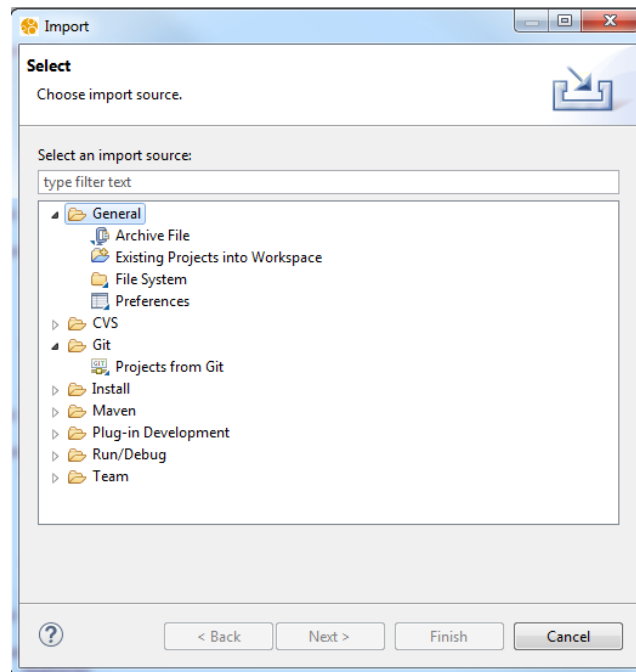 Import
Select
Choose import source.
Select an import source:
type filter text
General
Archive File
Existing Projects into Workspace
File System
Preferences
CVS
Git
GIT
Projects from Git
Install
Maven
Plug-in Development
Run/Debug
Team
?
< Back
Next >
Finish
Cancel